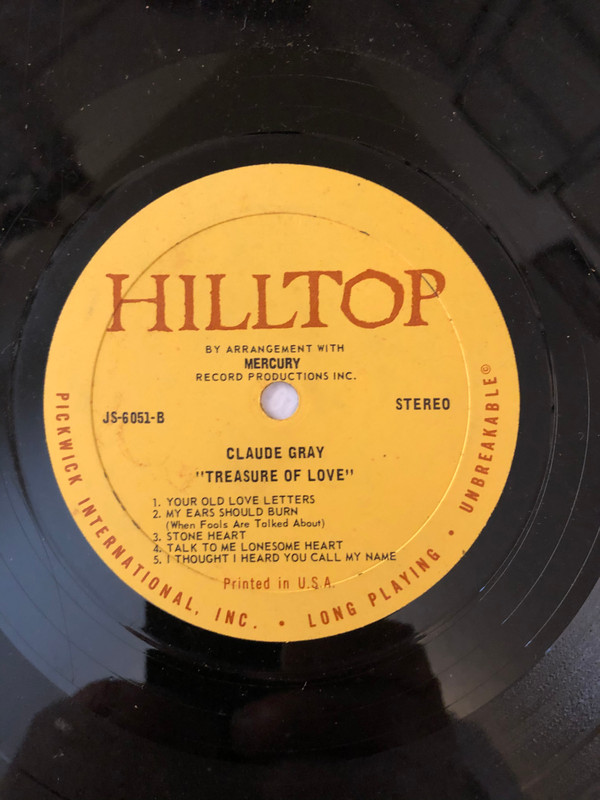 HILLTOP
BY ARRANGEMENT WITH
MERCURY
RECORD PRODUCTIONS INC.
JS-6051-B
STEREO
CLAUDE GRAY
"TREASURE OF LOVE"
1. YOUR OLD LOVE LETTERS
2. MY EARS SHOULD BURN
(When Fools Are Talked About)
3. STONE HEART
4. TALK TO ME LONESOME HEART
5. I THOUGHT I HEARD YOU CALL MY NAME
Printed in U.S.A.
PICKWICK INTERNATIONAL, INC. • LONG PLAYING • UNBREAKABLE©